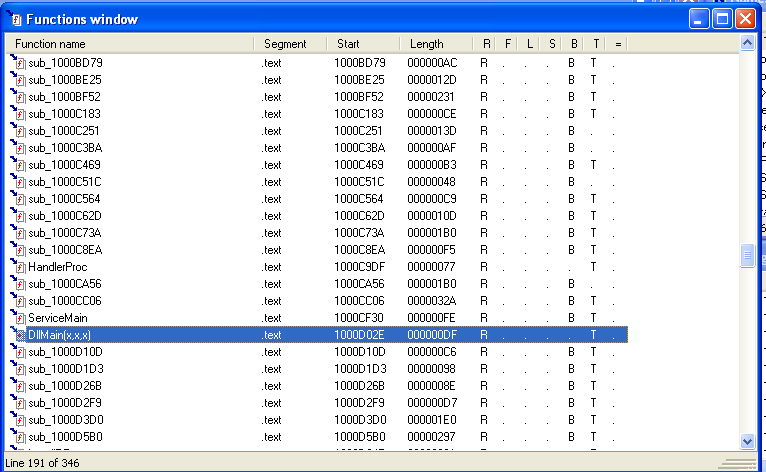 Functions window
Function name Segment Start Length R F L S B T =
sub_1000BD79 .text 1000BD79 000000AC R . . . B T .
sub_1000BE25 .text 1000BE25 0000012D R . . . B T .
sub_1000BF52 .text 1000BF52 00000231 R . . . B T .
sub_1000C183 .text 1000C183 000000CE R . . . B T .
sub_1000C251 .text 1000C251 0000013D R . . . B . .
sub_1000C3BA .text 1000C3BA 000000AF R . . . B . .
sub_1000C469 .text 1000C469 000000B3 R . . . B T .
sub_1000C51C .text 1000C51C 00000048 R . . . B . .
sub_1000C564 .text 1000C564 000000C9 R . . . B T .
sub_1000C62D .text 1000C62D 0000010D R . . . B T .
sub_1000C73A .text 1000C73A 000001B0 R . . . B T .
sub_1000C8EA .text 1000C8EA 000000F5 R . . . B T .
HandlerProc .text 1000C9DF 00000077 R . . . . T .
sub_1000CA56 .text 1000CA56 000001B0 R . . . B . .
sub_1000CC06 .text 1000CC06 0000032A R . . . B T .
ServiceMain .text 1000CF30 000000FE R . . . B T .
DllMain(x,x,x) .text 1000D02E 000000DF R . . . . T .
sub_1000D10D .text 1000D10D 000000C6 R . . . B T .
sub_1000D1D3 .text 1000D1D3 00000098 R . . . B T .
sub_1000D26B .text 1000D26B 0000008E R . . . B T .
sub_1000D2F9 .text 1000D2F9 000000D7 R . . . B T .
sub_1000D3D0 .text 1000D3D0 000001E0 R . . . B T .
sub_1000D5B0 .text 1000D5B0 00000297 R . . . B T .
Line 191 of 346